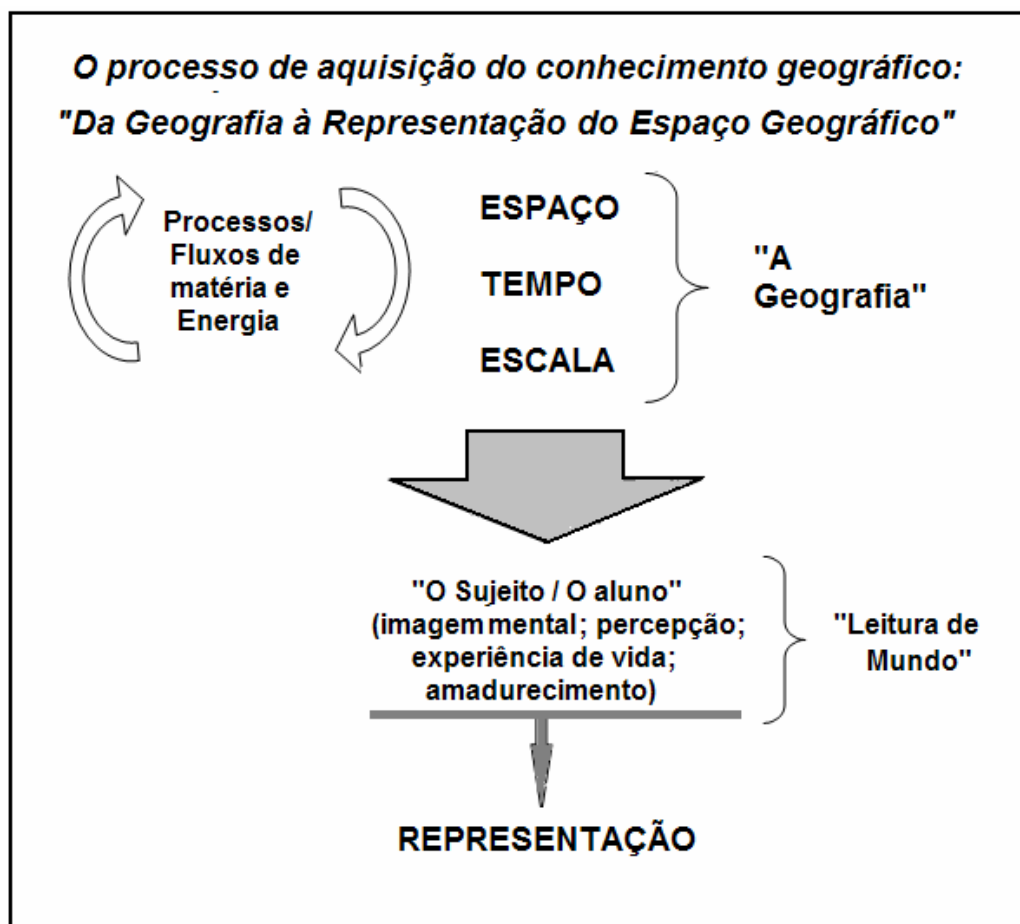 O processo de aquisição do conhecimento geográfico:
"Da Geografia à Representação do Espaço Geográfico"
Processos/
Fluxos de
matéria e
Energia
ESPAÇO
TEMPO
ESCALA
"A
Geografia"
"O Sujeito / O aluno"
(imagem mental; percepção;
experiência de vida;
amadurecimento)
"Leitura de
Mundo"
REPRESENTAÇÃO